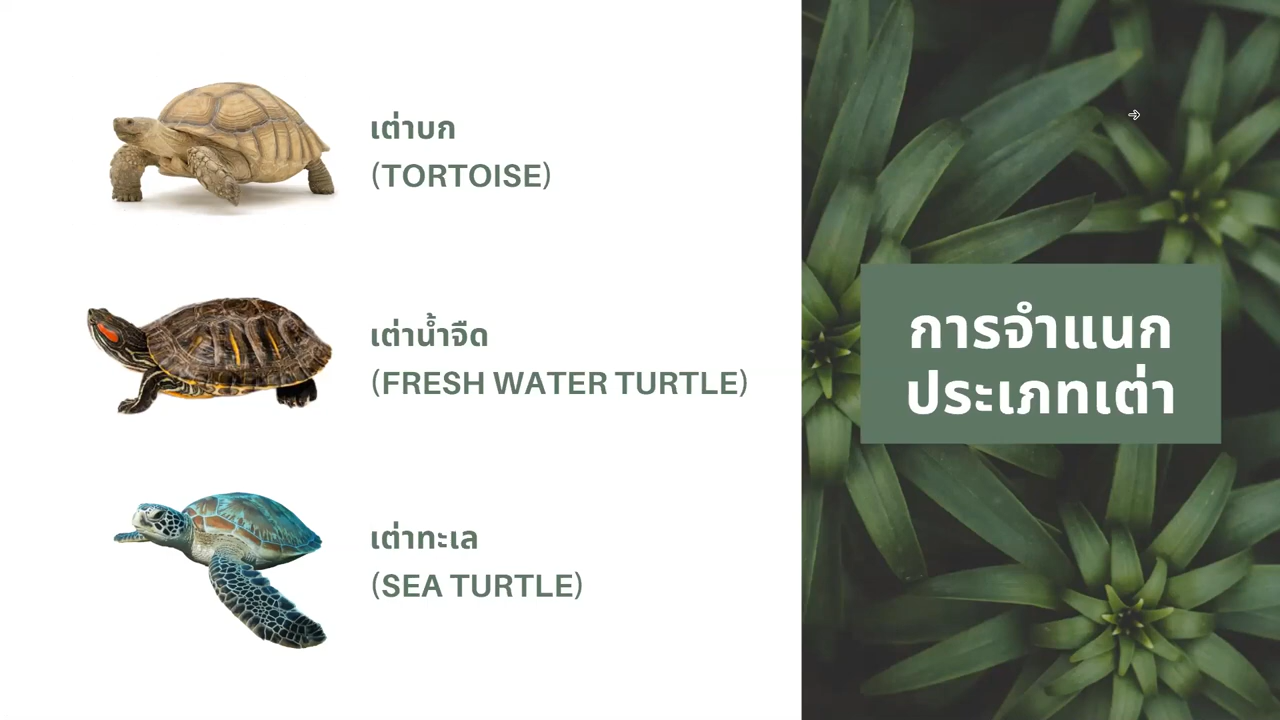 เต่าบก
(TORTOISE)
เต่าน้ำจืด
(FRESH WATER TURTLE)
เต่าทะเล
(SEA TURTLE)
การจำแนก
ประเภทเต่า